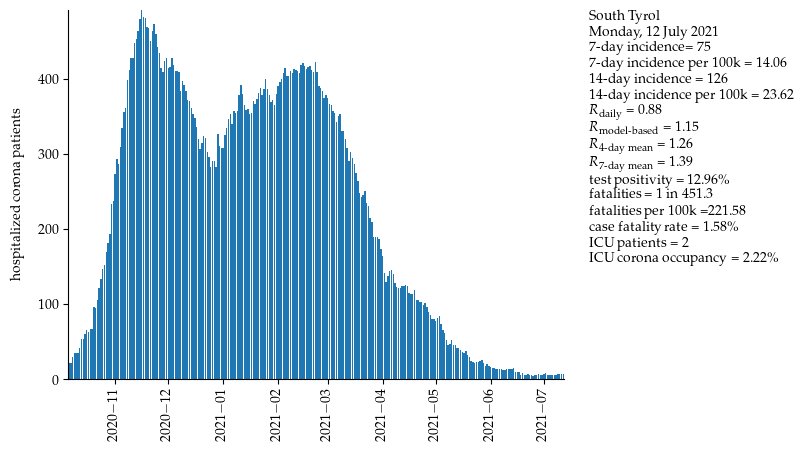 South Tyrol
Monday, 12 July 2021
7-day incidence= 75
7-day incidence per 100k = 14.06
14-day incidence = 126
14-day incidence per 100k = 23.62
R daily = 0.88
R model-based = 1.15
R 4-day mean = 1.26
R 7-day mean = 1.39
test positivity = 12.96%
fatalities = 1 in 451.3
fatalities per 100k =221.58
case fatality rate = 1.58%
ICU patients = 2
ICU corona occupancy = 2.22%
hospitalized corona patients
400
300
200
100
0
2020−11
2020−12
2021−01
2021−02
2021−03
2021−04
2021−05
2021−06
2021−07